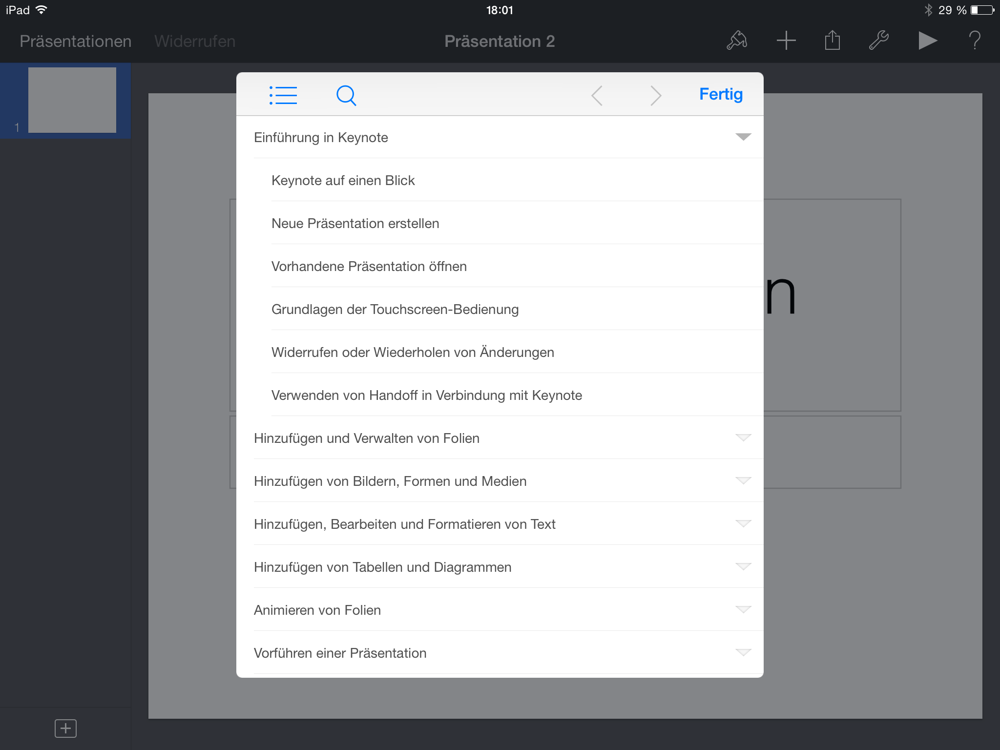 iPad 18:01 29 %
Präsentationen Widerrufen Präsentation 2 ?
1
Fertig
Einführung in Keynote
Keynote auf einen Blick
Neue Präsentation erstellen
Vorhandene Präsentation öffnen
Grundlagen der Touchscreen-Bedienung
Widerrufen oder Wiederholen von Änderungen
Verwenden von Handoff in Verbindung mit Keynote
Hinzufügen und Verwalten von Folien
Hinzufügen von Bildern, Formen und Medien
Hinzufügen, Bearbeiten und Formatieren von Text
Hinzufügen von Tabellen und Diagrammen
Animieren von Folien
Vorführen einer Präsentation
n